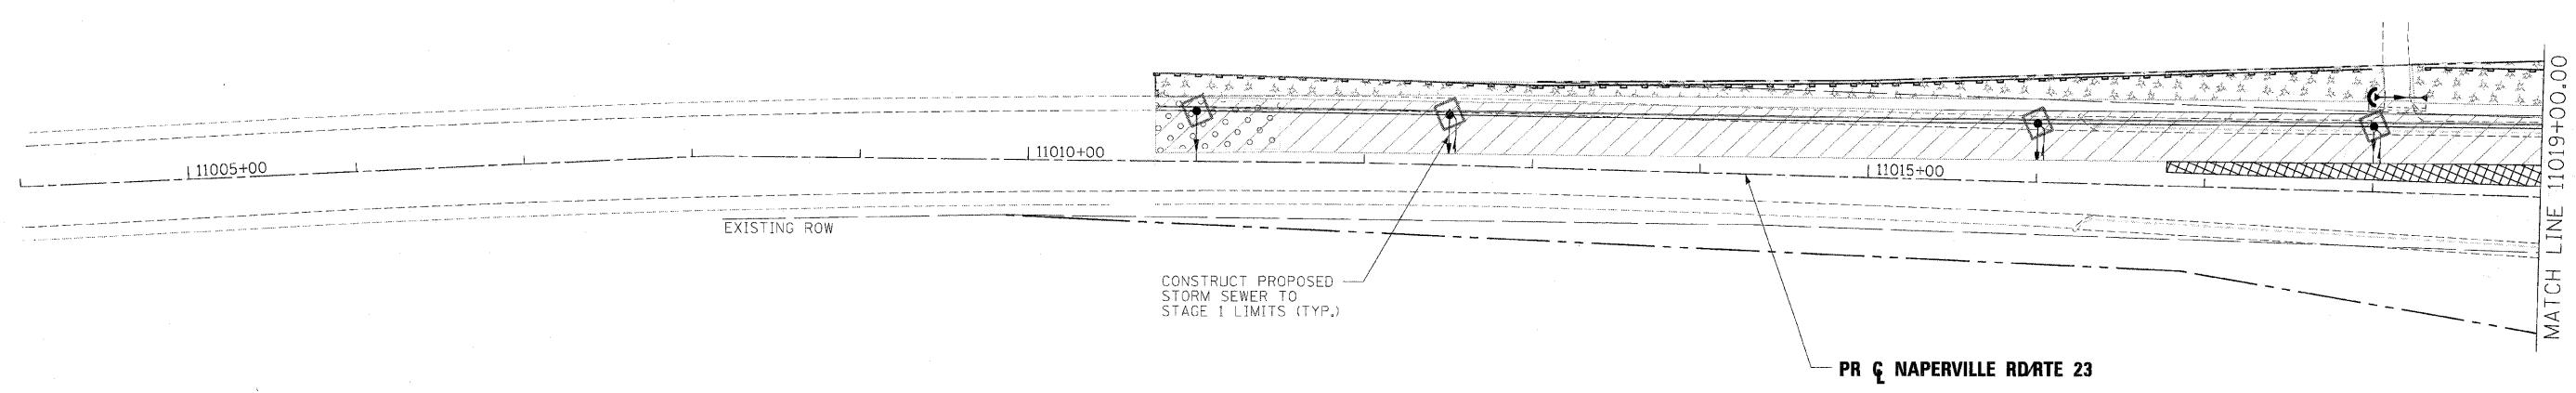 11005+00
11010+00
11015+00
EXISTING ROW
CONSTRUCT PROPOSED
STORM SEWER TO
STAGE 1 LIMITS (TYP.)
PR ℄ NAPERVILLE RD/RTE 23
MATCH LINE 11019+00.00